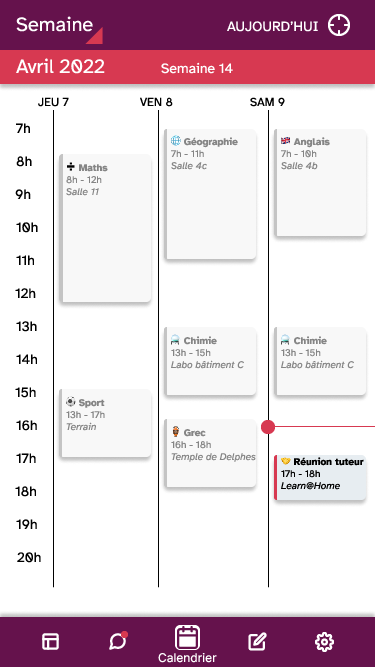 Semaine
AUJOURD'HUI
Avril 2022
Semaine 14
JEU 7
VEN 8
SAM 9
7h
8h
9h
10h
11h
12h
13h
14h
15h
16h
17h
18h
19h
20h
Maths
8h - 12h
Salle 11
Sport
13h - 17h
Terrain
Géographie
7h - 11h
Salle 4c
Chimie
13h - 15h
Labo bâtiment C
Grec
16h - 18h
Temple de Delphes
Anglais
7h - 10h
Salle 4b
Chimie
13h - 15h
Labo bâtiment C
Réunion tuteur
17h - 18h
Learn@Home
Calendrier